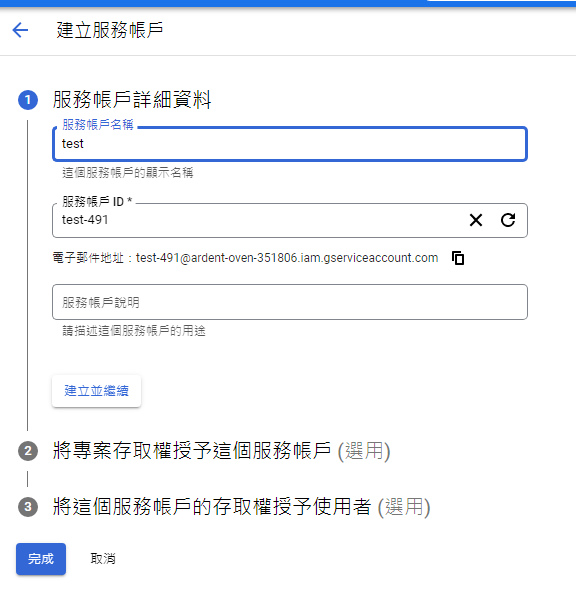 建立服務帳戶
1 服務帳戶詳細資料
服務帳戶名稱
test
這個服務帳戶的顯示名稱
服務帳戶 ID *
test-491
電子郵件地址：test-491@ardent-oven-351806.iam.gserviceaccount.com
服務帳戶說明
請描述這個服務帳戶的用途
建立並繼續
2 將專案存取權授予這個服務帳戶 (選用)
3 將這個服務帳戶的存取權授予使用者 (選用)
完成 取消